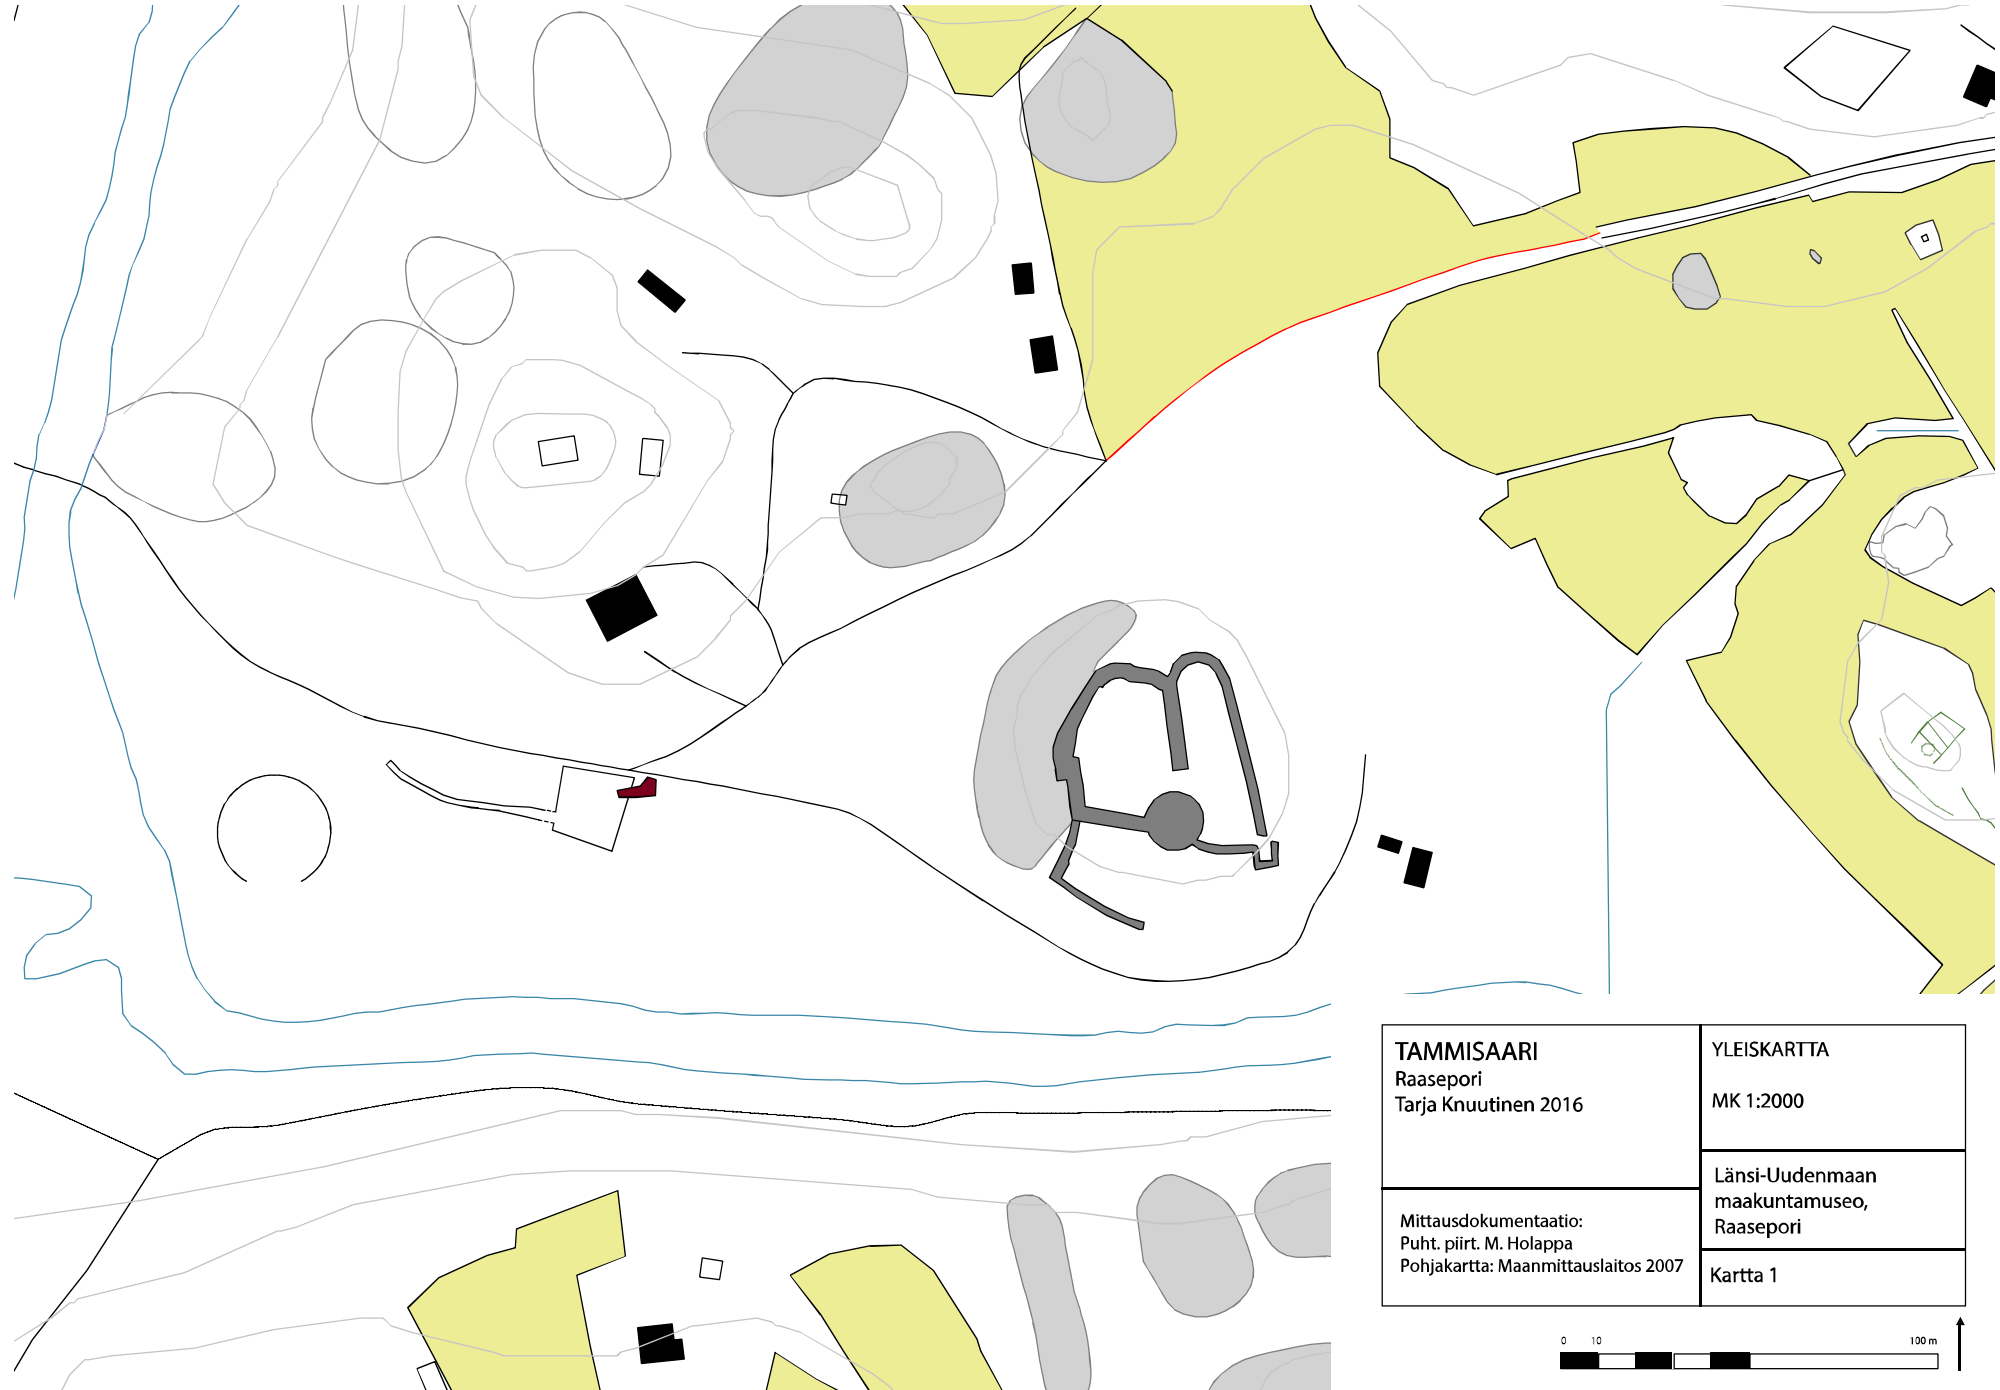 TAMMISAARI
Raasepori
Tarja Knuutinen 2016
YLEISKARTTA
MK 1:2000
Länsi-Uudenmaan
maakuntamuseo,
Raasepori
Mittausdokumentaatio:
Puht. piirt. M. Holappa
Pohjakartta: Maanmittauslaitos 2007
Kartta 1
0 10 100 m